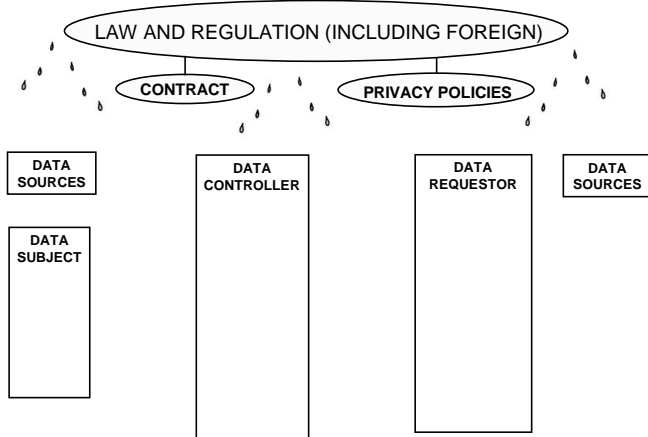 LAW AND REGULATION (INCLUDING FOREIGN)
CONTRACT
PRIVACY POLICIES
DATA
SOURCES
DATA
CONTROLLER
DATA
REQUESTOR
DATA
SOURCES
DATA
SUBJECT